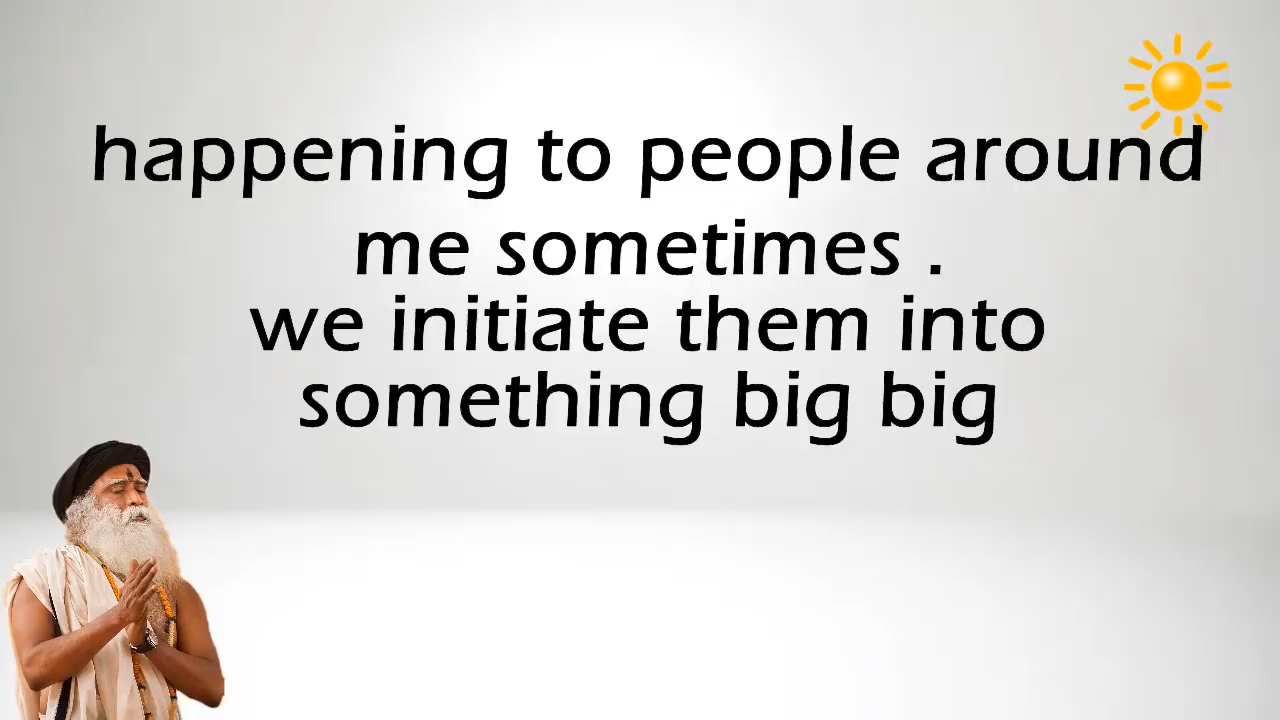 happening to people around
me sometimes .
we initiate them into
something big big